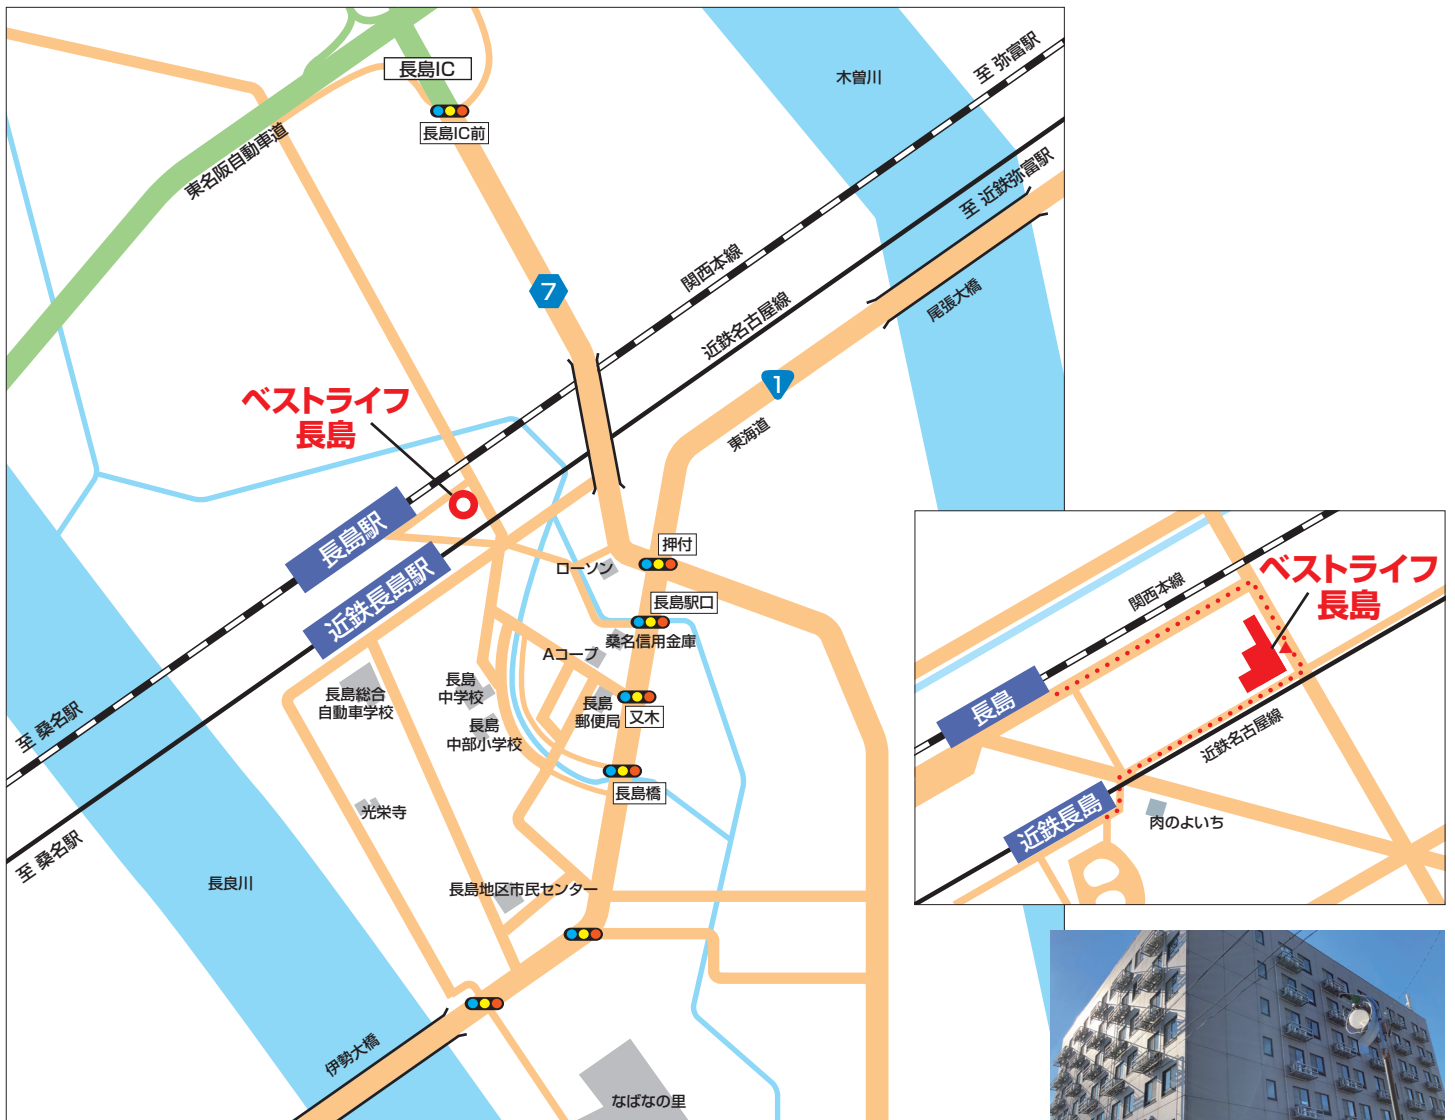 長島IC
長島IC前
東名阪自動車道
木曽川
至 弥富駅
至 近鉄弥富駅
関西本線
近鉄名古屋線
尾張大橋
7
1
東海道
ベストライフ
長島
長島駅
近鉄長島駅
押付
ローソン
長島駅口
桑名信用金庫
Aコープ
長島
中学校
長島
郵便局
又木
長島総合
自動車学校
長島
中部小学校
長島橋
至 桑名駅
至 桑名駅
光栄寺
長良川
長島地区市民センター
伊勢大橋
なばなの里
関西本線
ベストライフ
長島
長島
近鉄名古屋線
近鉄長島
肉のよいち